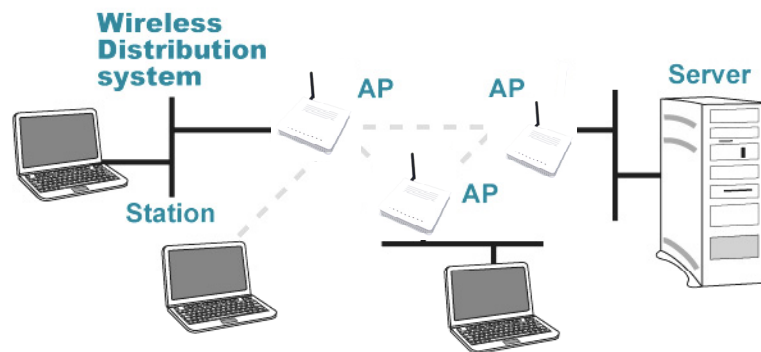 Wireless
Distribution
system
AP
AP
Server
AP
Station